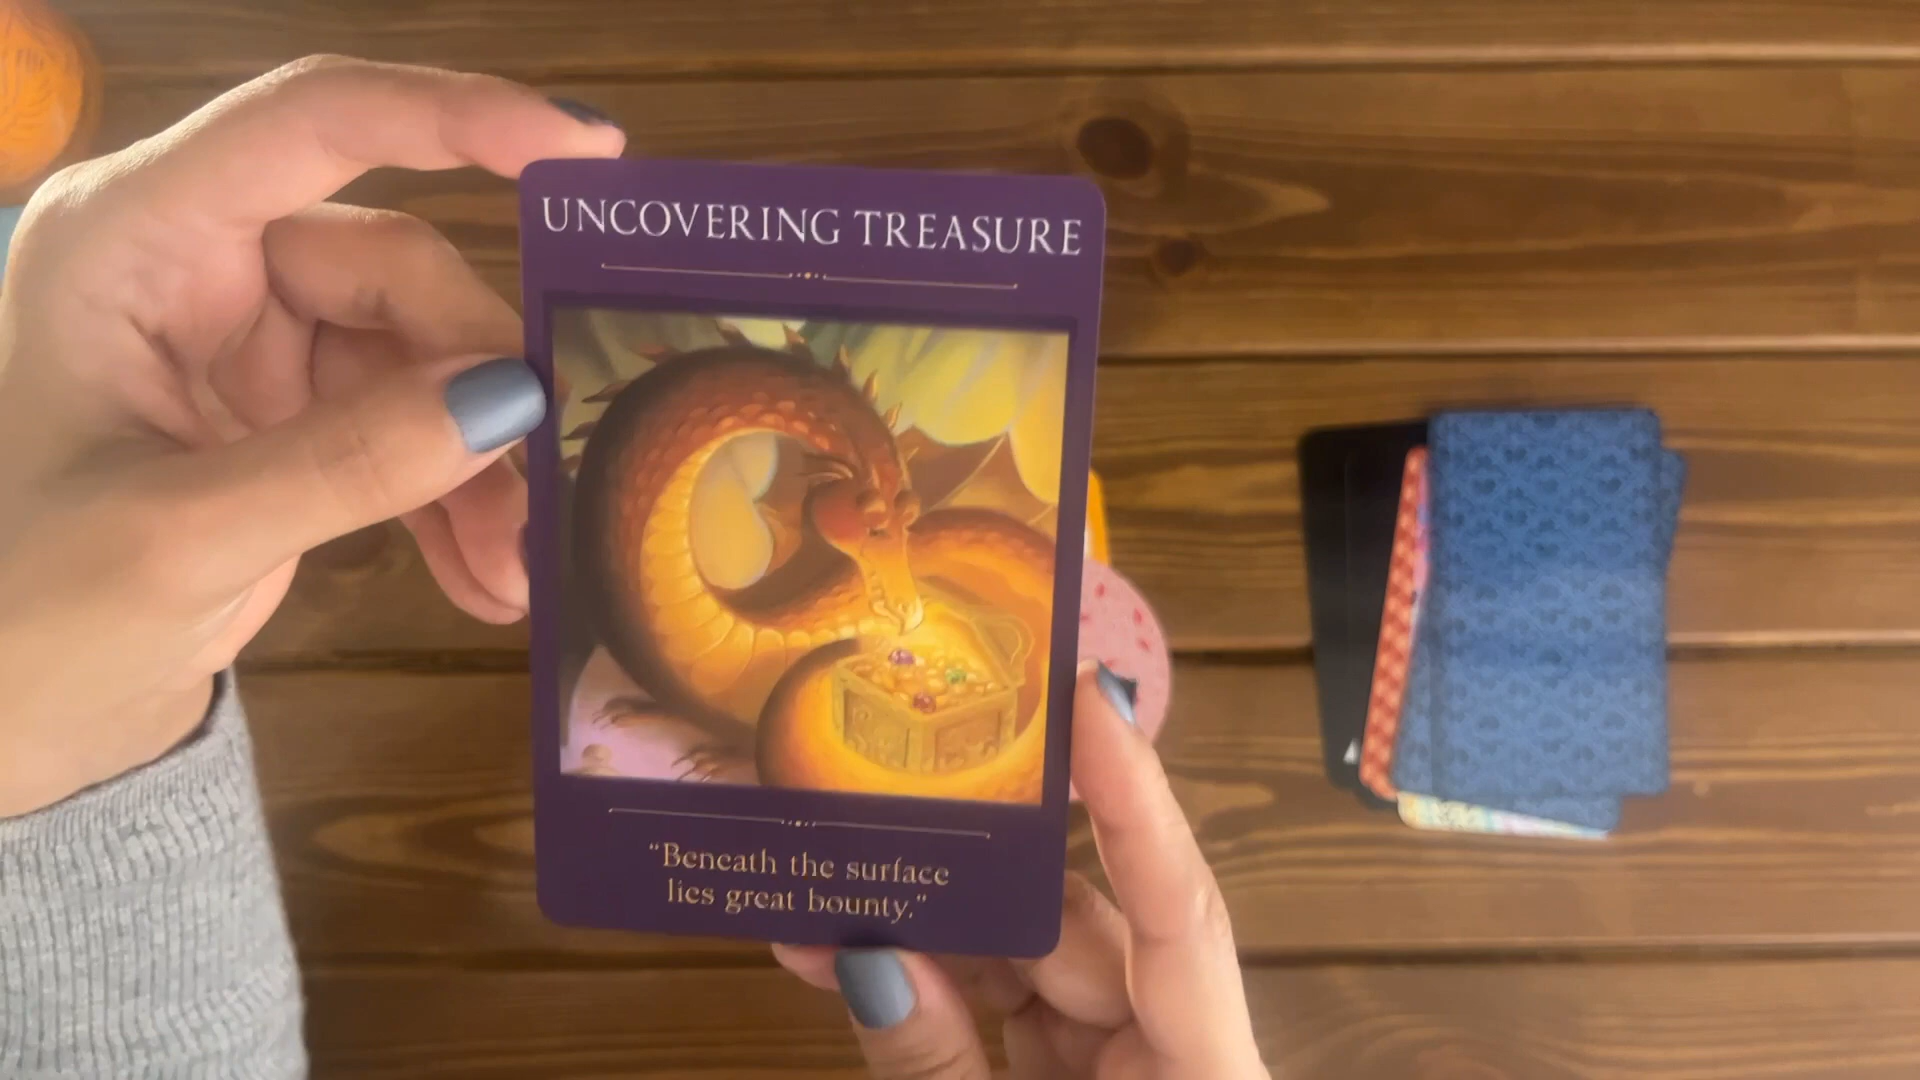 UNCOVERING TREASURE
“Beneath the surface
lies great bounty.”